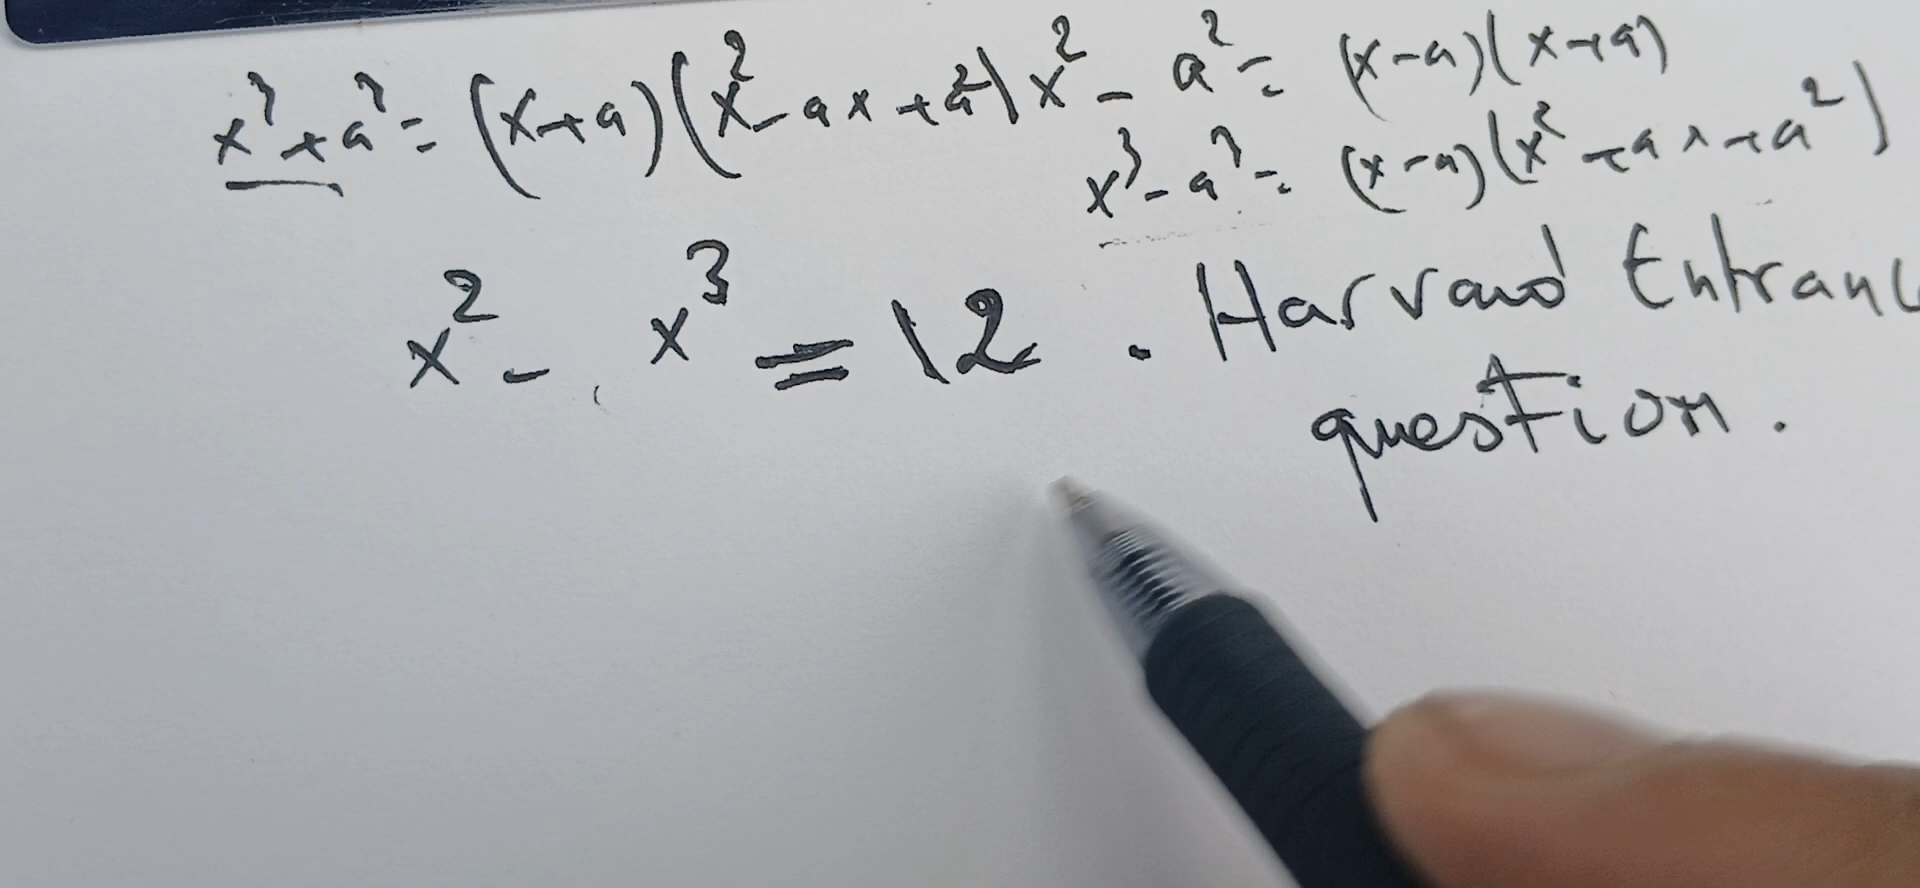 x³+a³=(x+a)(x²-ax+a²) x²-a²=(x-a)(x+a)
x³-a³=(x-a)(x²+ax+a²)
x²-x³=12. Harvard Entranc
question.